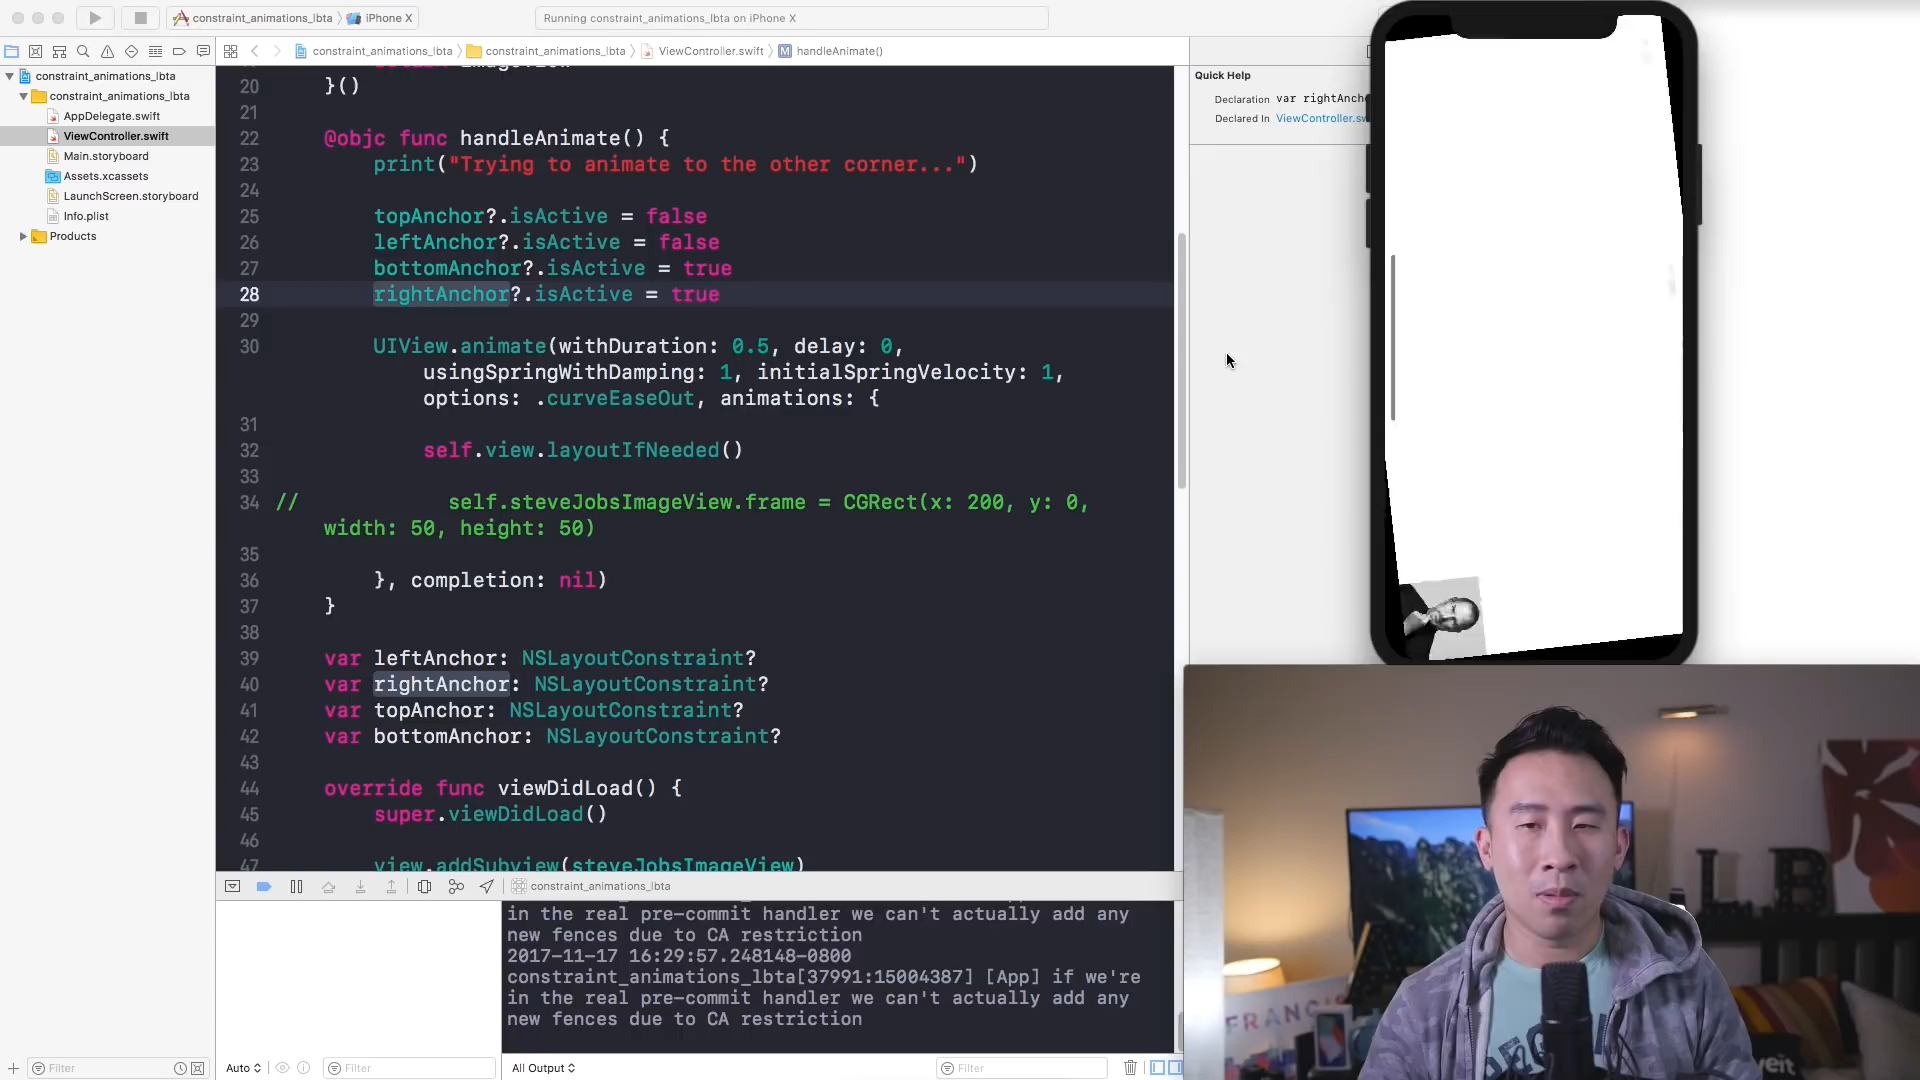 constraint_animations_lbta
iPhone X
Running constraint_animations_lbta on iPhone X
constraint_animations_lbta
constraint_animations_lbta
ViewController.swift
handleAnimate()
constraint_animations_lbta
constraint_animations_lbta
AppDelegate.swift
ViewController.swift
Main.storyboard
Assets.xcassets
LaunchScreen.storyboard
Info.plist
Products
20 }()
21
22 @objc func handleAnimate() {
23 print("Trying to animate to the other corner...")
24
25 topAnchor?.isActive = false
26 leftAnchor?.isActive = false
27 bottomAnchor?.isActive = true
28 rightAnchor?.isActive = true
29
30 UIView.animate(withDuration: 0.5, delay: 0,
usingSpringWithDamping: 1, initialSpringVelocity: 1,
options: .curveEaseOut, animations: {
31
32 self.view.layoutIfNeeded()
33
34 // self.steveJobsImageView.frame = CGRect(x: 200, y: 0,
width: 50, height: 50)
35
36 }, completion: nil)
37 }
38
39 var leftAnchor: NSLayoutConstraint?
40 var rightAnchor: NSLayoutConstraint?
41 var topAnchor: NSLayoutConstraint?
42 var bottomAnchor: NSLayoutConstraint?
43
44 override func viewDidLoad() {
45 super.viewDidLoad()
46
47 view.addSubview(steveJobsImageView)
Quick Help
Declaration var rightAncho
Declared In ViewController.sw
constraint_animations_lbta
in the real pre-commit handler we can't actually add any
new fences due to CA restriction
2017-11-17 16:29:57.248148-0800
constraint_animations_lbta[37991:15004387] [App] if we're
in the real pre-commit handler we can't actually add any
new fences due to CA restriction
Filter
Auto
Filter
All Output
Filter
L B
FRANCIS